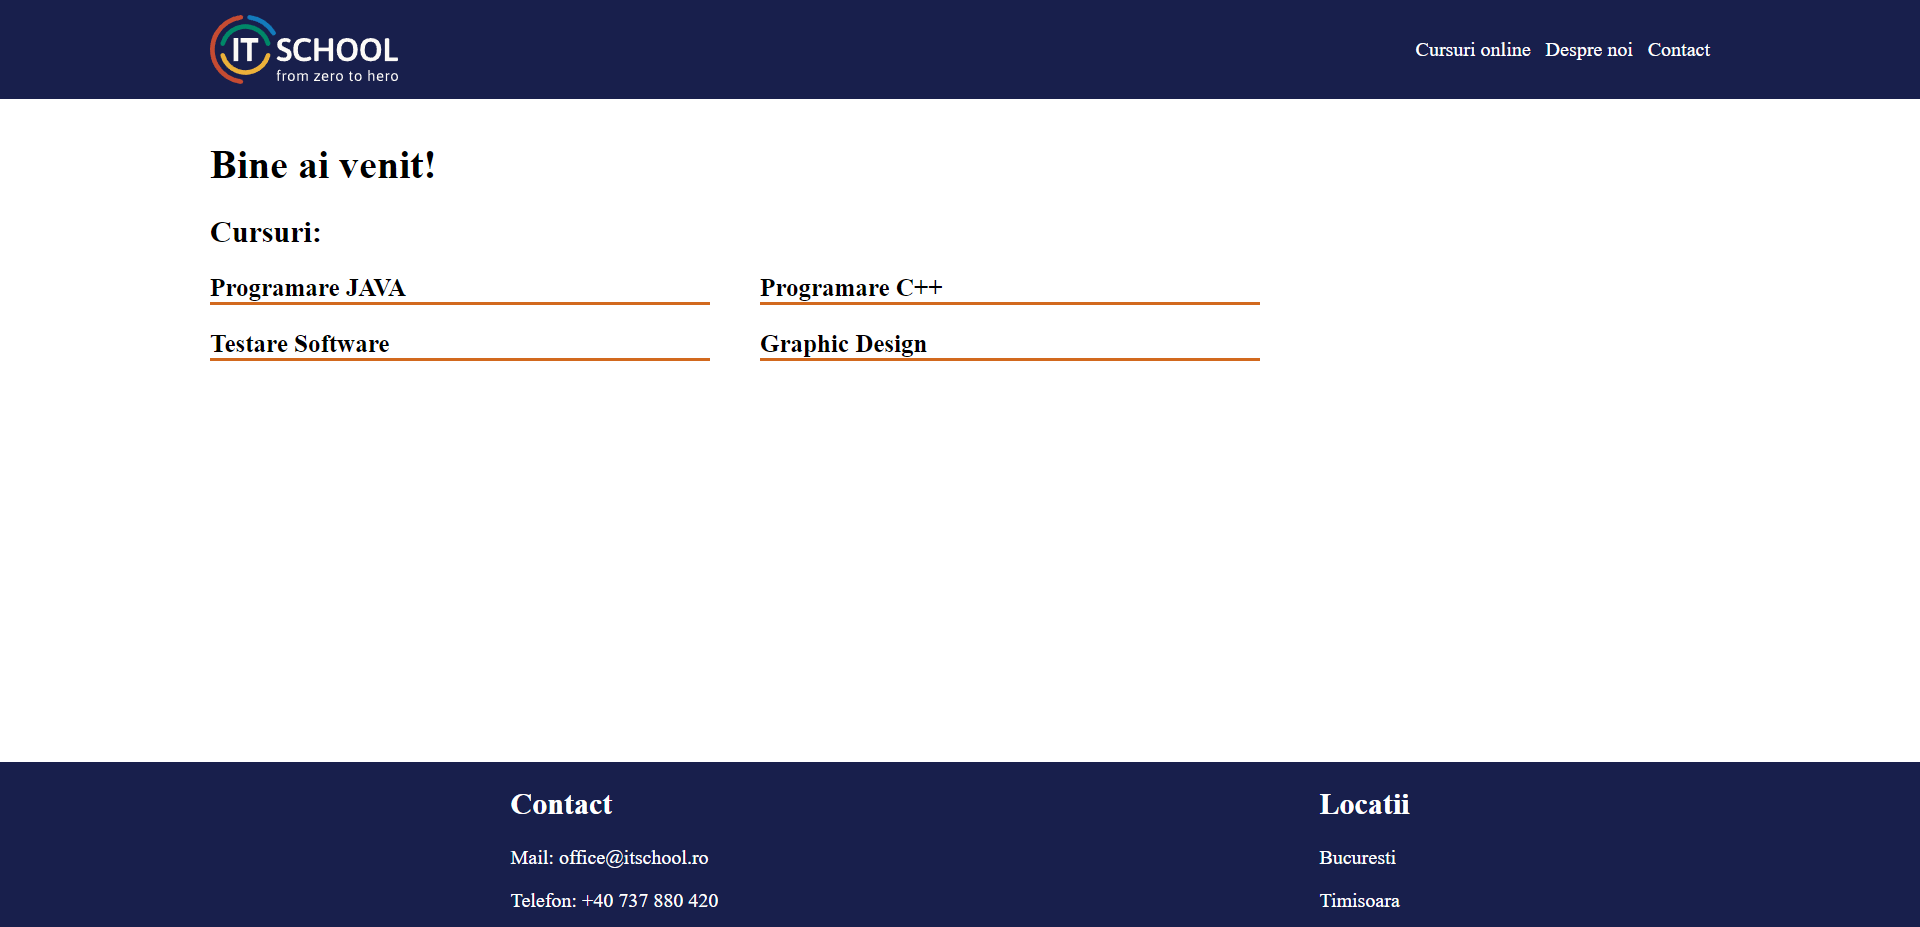 IT SCHOOL
from zero to hero
Cursuri online Despre noi Contact
Bine ai venit!
Cursuri:
Programare JAVA
Programare C++
Testare Software
Graphic Design
Contact
Mail: office@itschool.ro
Telefon: +40 737 880 420
Locatii
Bucuresti
Timisoara